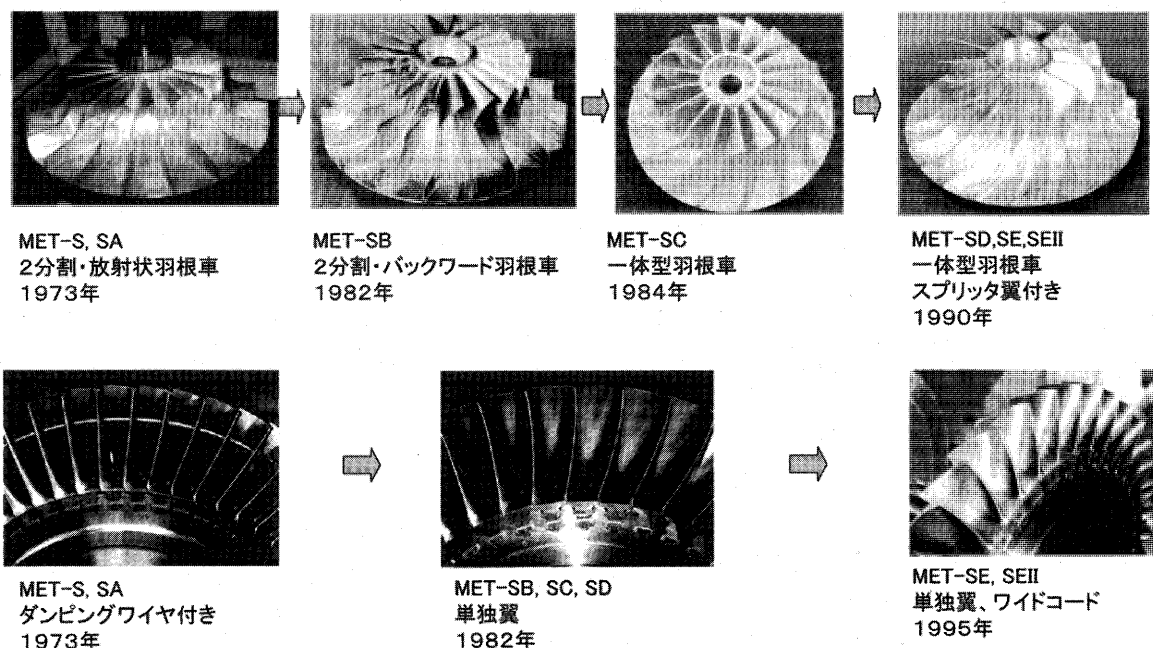 MET-S, SA
2分割・放射状羽根車
1973年
MET-SB
2分割・バックワード羽根車
1982年
MET-SC
一体型羽根車
1984年
MET-SD,SE,SEII
一体型羽根車
スプリッタ翼付き
1990年
MET-S, SA
ダンピングワイヤ付き
1973年
MET-SB, SC, SD
単独翼
1982年
MET-SE, SEII
単独翼、ワイドコード
1995年